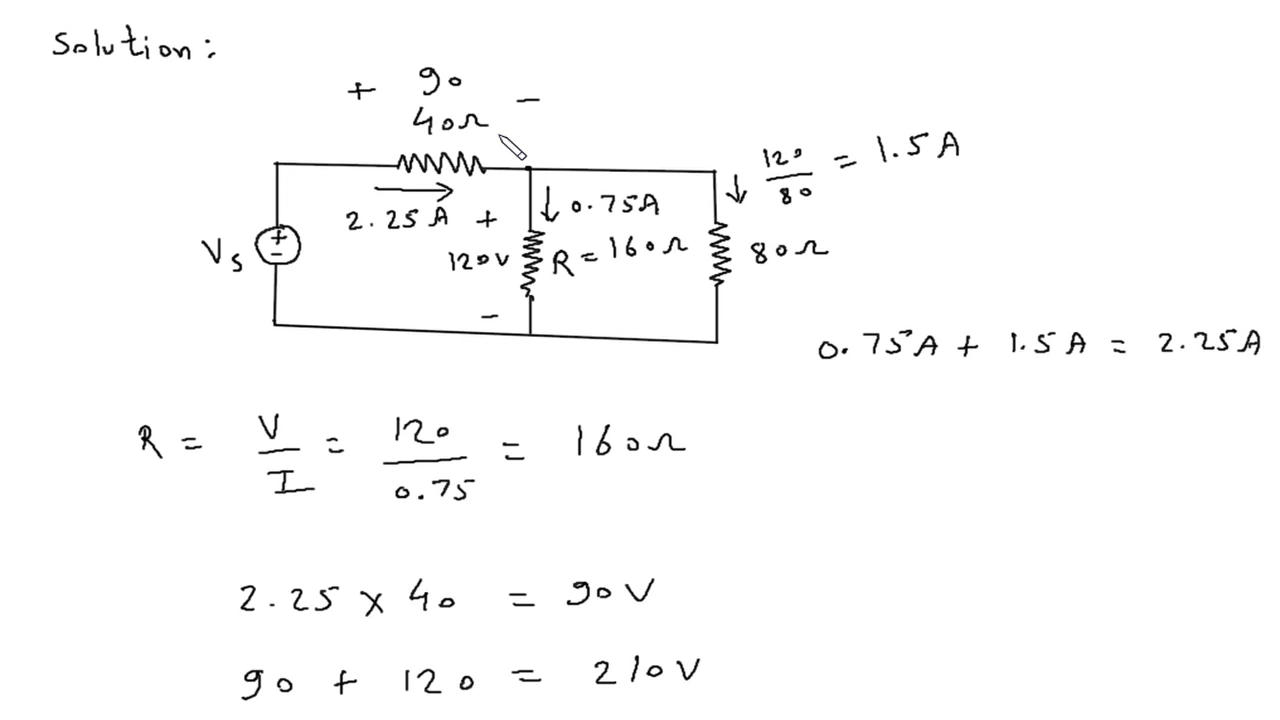 Solution:
+ 90 −
40Ω
120/80 = 1.5A
2.25A + ↓ 0.75A
Vs + −
120V R = 160Ω
80Ω
−
0.75A + 1.5A = 2.25A
R = V/I = 120/0.75 = 160Ω
2.25 × 40 = 90V
90 + 120 = 210V